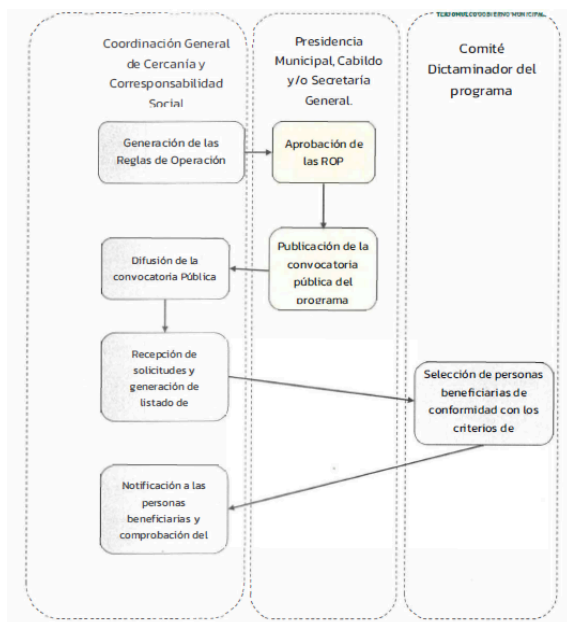 Coordinación General
de Cercanía y
Corresponsabilidad
Social
Presidencia
Municipal, Cabildo
y/o Secretaría
General.
GOBIERNO MUNICIPAL
Comité
Dictaminador del
programa
Generación de las
Reglas de Operación
Aprobación de
las ROP
Publicación de la
convocatoria
pública del
programa
Difusión de la
convocatoria Pública
Recepción de
solicitudes y
generación de
listado de
Selección de personas
beneficiarias de
conformidad con los
criterios de
Notificación a las
personas
beneficiarias y
comprobación del